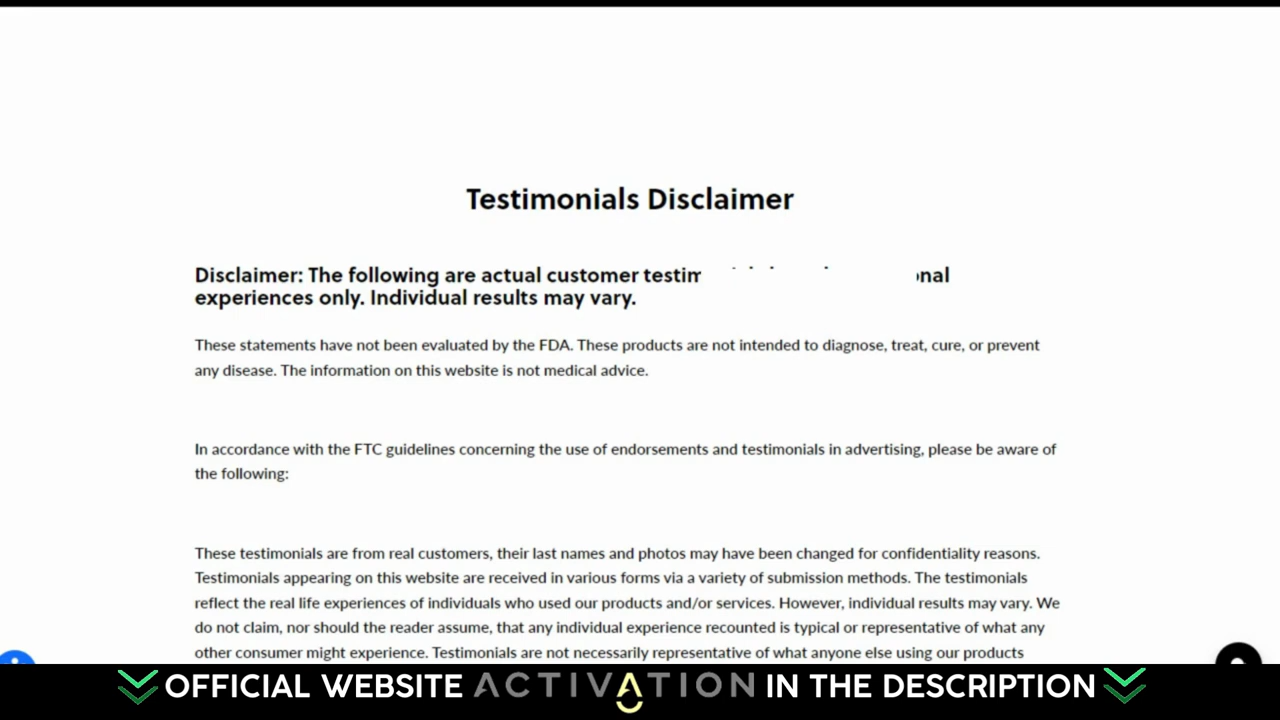 Testimonials Disclaimer
Disclaimer: The following are actual customer
experiences only. Individual results may vary.
These statements have not been evaluated by the FDA. These products are not intended to diagnose, treat, cure, or prevent
any disease. The information on this website is not medical advice.
In accordance with the FTC guidelines concerning the use of endorsements and testimonials in advertising, please be aware of
the following:
These testimonials are from real customers, their last names and photos may have been changed for confidentiality reasons.
Testimonials appearing on this website are received in various forms via a variety of submission methods. The testimonials
reflect the real life experiences of individuals who used our products and/or services. However, individual results may vary. We
do not claim, nor should the reader assume, that any individual experience recounted is typical or representative of what any
other consumer might experience. Testimonials are not necessarily representative of what anyone else using our products
OFFICIAL WEBSITE ACTIVATION IN THE DESCRIPTION